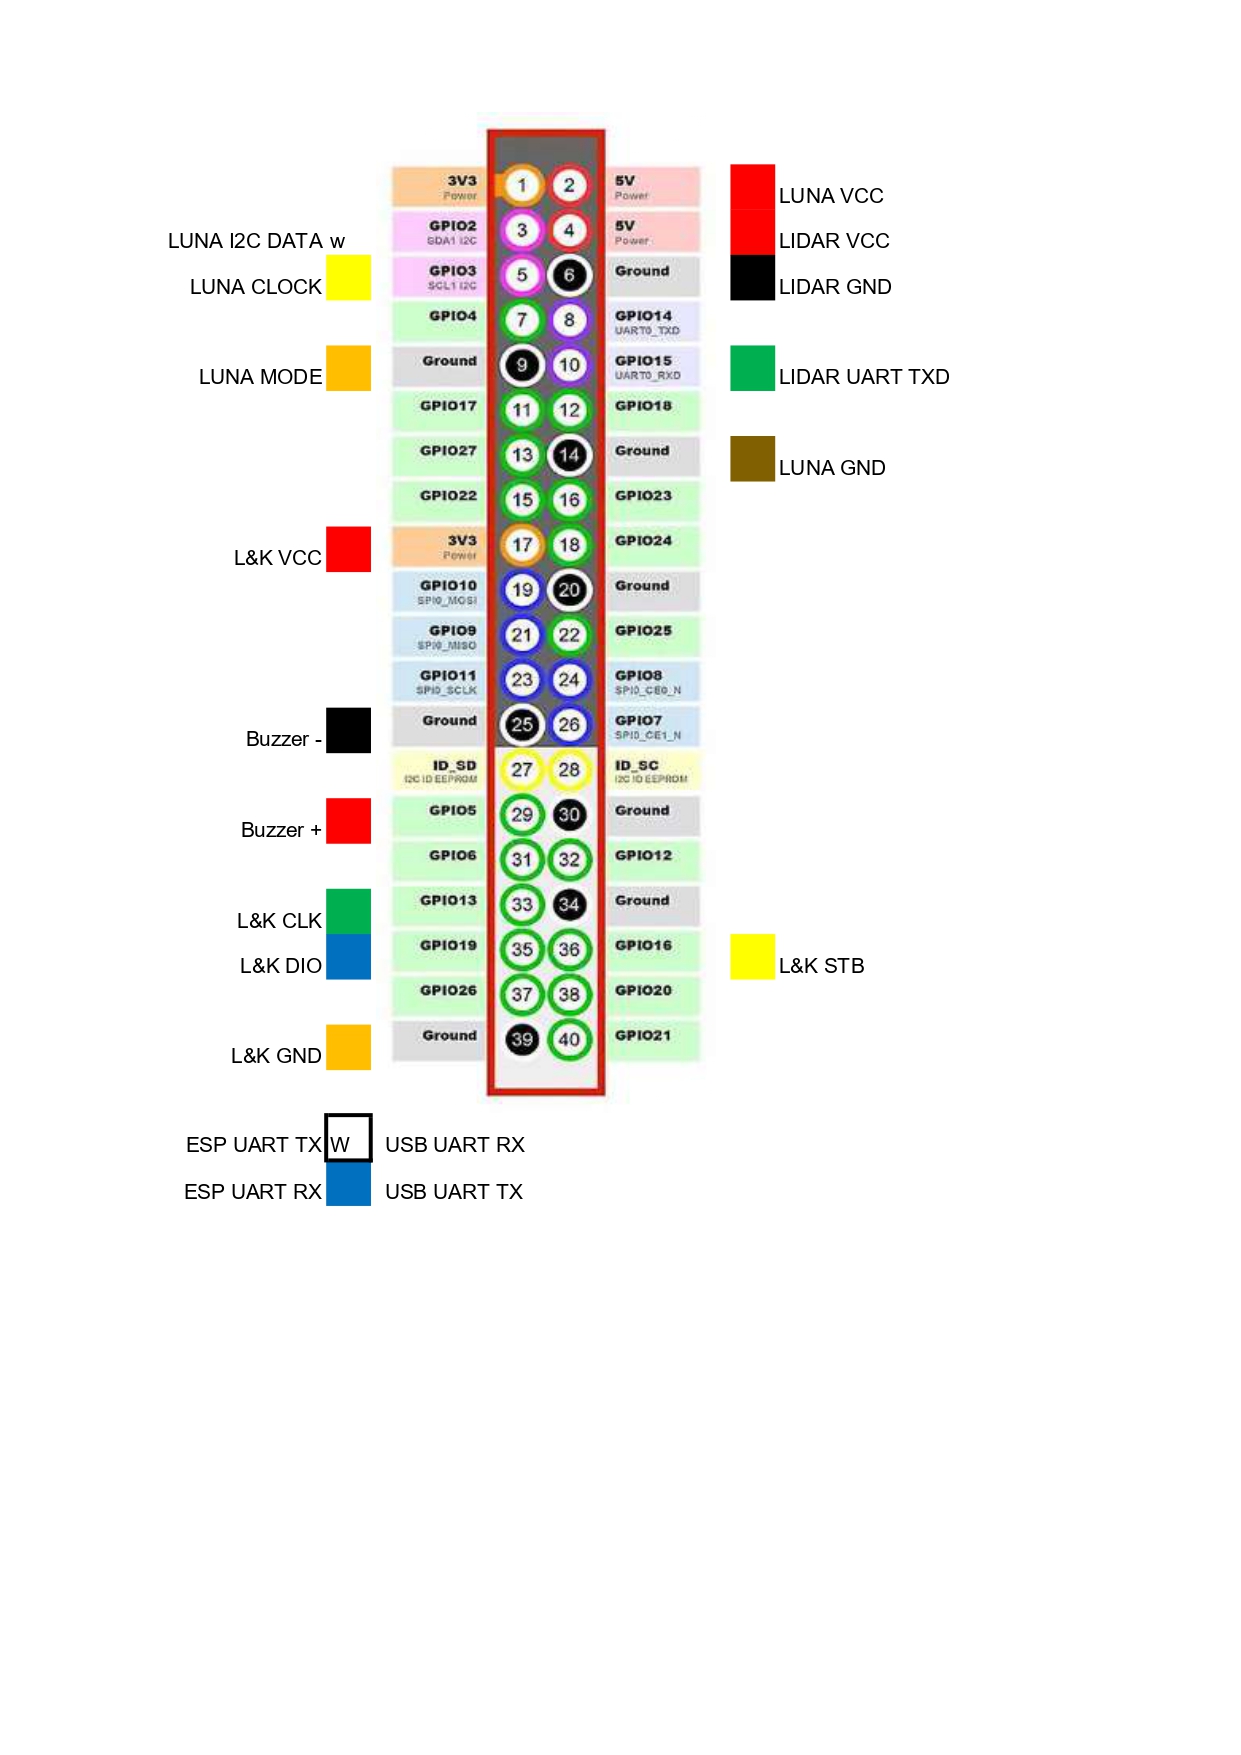 3V3 1 2 5V LUNA VCC
Power Power
LUNA I2C DATA w GPIO2 3 4 5V LIDAR VCC
SDA1 I2C Power
LUNA CLOCK GPIO3 5 6 Ground LIDAR GND
SCL1 I2C
GPIO4 7 8 GPIO14
UART0_TXD
LUNA MODE Ground 9 10 GPIO15 LIDAR UART TXD
UART0_RXD
GPIO17 11 12 GPIO18
GPIO27 13 14 Ground LUNA GND
GPIO22 15 16 GPIO23
L&K VCC 3V3 17 18 GPIO24
Power
GPIO10 19 20 Ground
SPI0_MOSI
GPIO9 21 22 GPIO25
SPI0_MISO
GPIO11 23 24 GPIO8
SPI0_SCLK SPI0_CE0_N
Buzzer - Ground 25 26 GPIO7
SPI0_CE1_N
ID_SD 27 28 ID_SC
I2C ID EEPROM I2C ID EEPROM
Buzzer + GPIO5 29 30 Ground
GPIO6 31 32 GPIO12
L&K CLK GPIO13 33 34 Ground
L&K DIO GPIO19 35 36 GPIO16 L&K STB
GPIO26 37 38 GPIO20
L&K GND Ground 39 40 GPIO21
ESP UART TX W USB UART RX
ESP UART RX USB UART TX